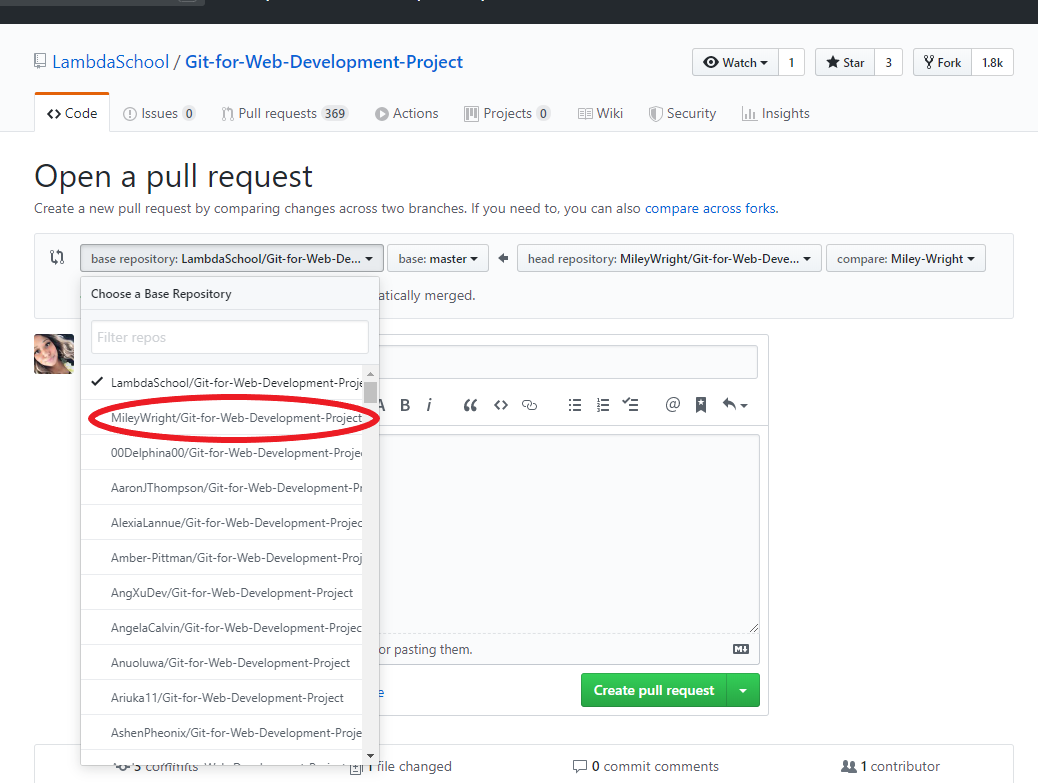 LambdaSchool / Git-for-Web-Development-Project
Watch 1 Star 3 Fork 1.8k
Code Issues 0 Pull requests 369 Actions Projects 0 Wiki Security Insights
Open a pull request
Create a new pull request by comparing changes across two branches. If you need to, you can also compare across forks.
base repository: LambdaSchool/Git-for-Web-De... base: master head repository: MileyWright/Git-for-Web-Deve... compare: Miley-Wright
Choose a Base Repository
atically merged.
Filter repos
LambdaSchool/Git-for-Web-Development-Proje
MileyWright/Git-for-Web-Development-Project
00Delphina00/Git-for-Web-Development-Projec
AaronJThompson/Git-for-Web-Development-Pr
AlexiaLannue/Git-for-Web-Development-Projec
Amber-Pittman/Git-for-Web-Development-Proj
AngXuDev/Git-for-Web-Development-Project
AngelaCalvin/Git-for-Web-Development-Projec
Anuoluwa/Git-for-Web-Development-Project
or pasting them.
Ariuka11/Git-for-Web-Development-Project
Create pull request
AshenPheonix/Git-for-Web-Development-Proje
3 commits 1 file changed 0 commit comments 1 contributor